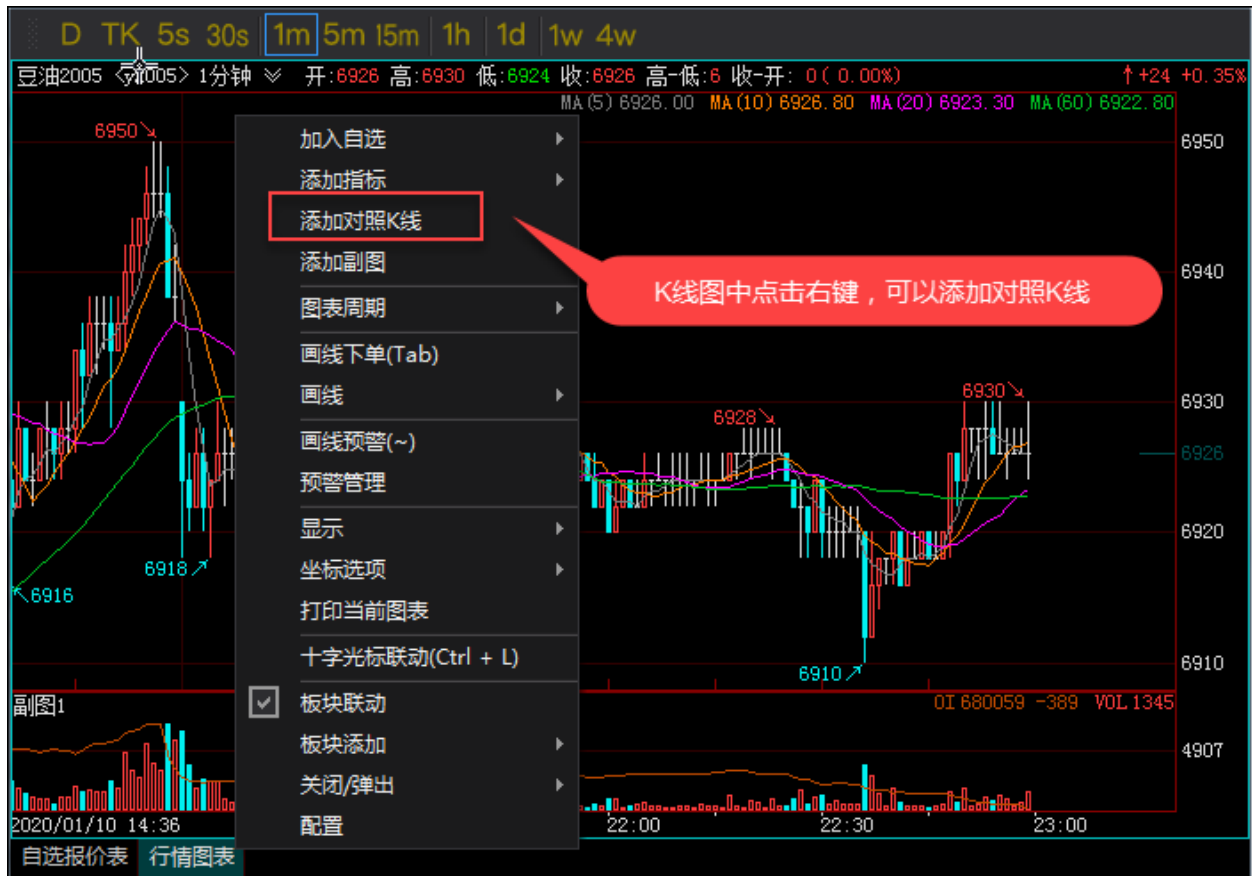 D TK 5s 30s 1m 5m 15m 1h 1d 1w 4w
豆油2005 1分钟 开:6926 高:6930 低:6924 收:6926 高-低:6 收-开: 0( 0.00%) ↑+24 +0.35%
MA(5) 6926.00 MA(10) 6926.80 MA(20) 6923.30 MA(60) 6922.80
6950↘
6950
加入自选
添加指标
添加对照K线
添加副图
图表周期
画线下单(Tab)
画线
画线预警(~)
预警管理
显示
坐标选项
打印当前图表
十字光标联动(Ctrl + L)
板块联动
板块添加
关闭/弹出
配置
K线图中点击右键，可以添加对照K线
6940
6930↘
6930
6928↘
6926
6920
6918↗
↖6916
6910↗
6910
副图1
OI 680059 -389 VOL 1345
4907
2020/01/10 14:36 22:00 22:30 23:00
自选报价表 行情图表